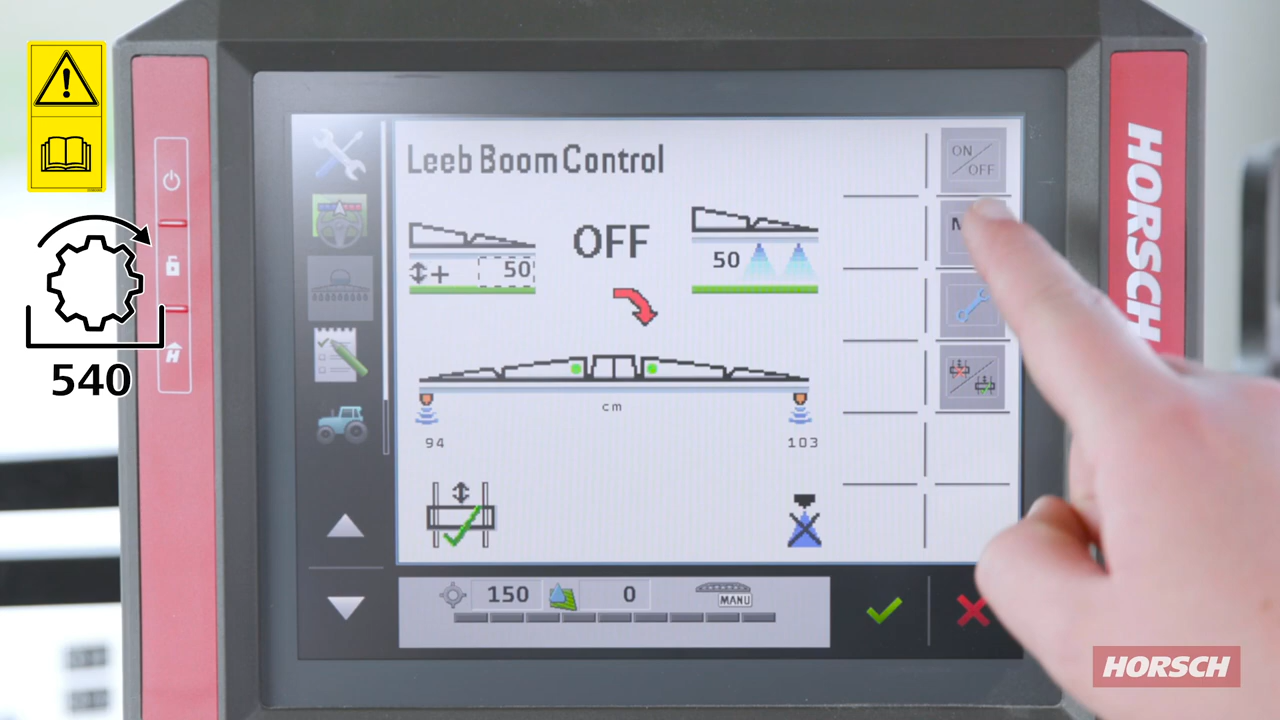 Leeb Boom Control
ON
OFF
OFF
50
50
cm
94
103
540
150
0
MANU
H
HORSCH
HORSCH